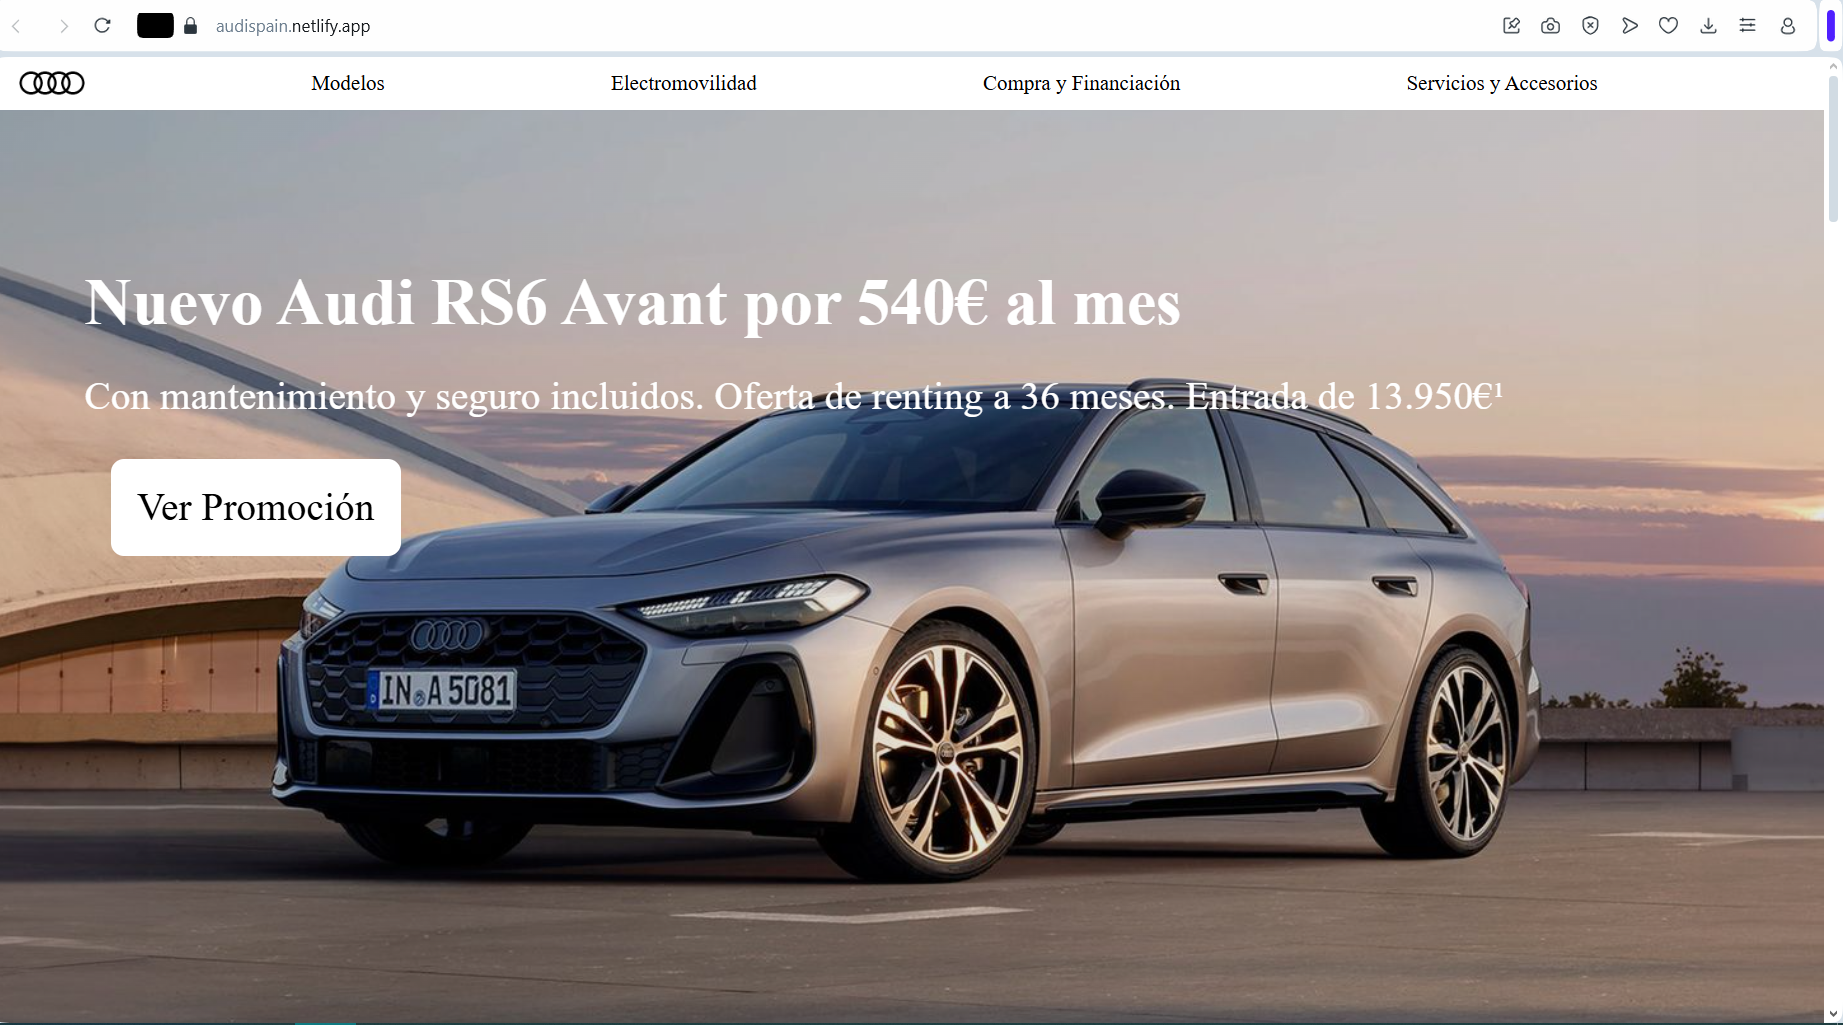 audispain.netlify.app
Modelos Electromovilidad Compra y Financiación Servicios y Accesorios
Nuevo Audi RS6 Avant por 540€ al mes
Con mantenimiento y seguro incluidos. Oferta de renting a 36 meses. Entrada de 13.950€¹
Ver Promoción
IN A 5081